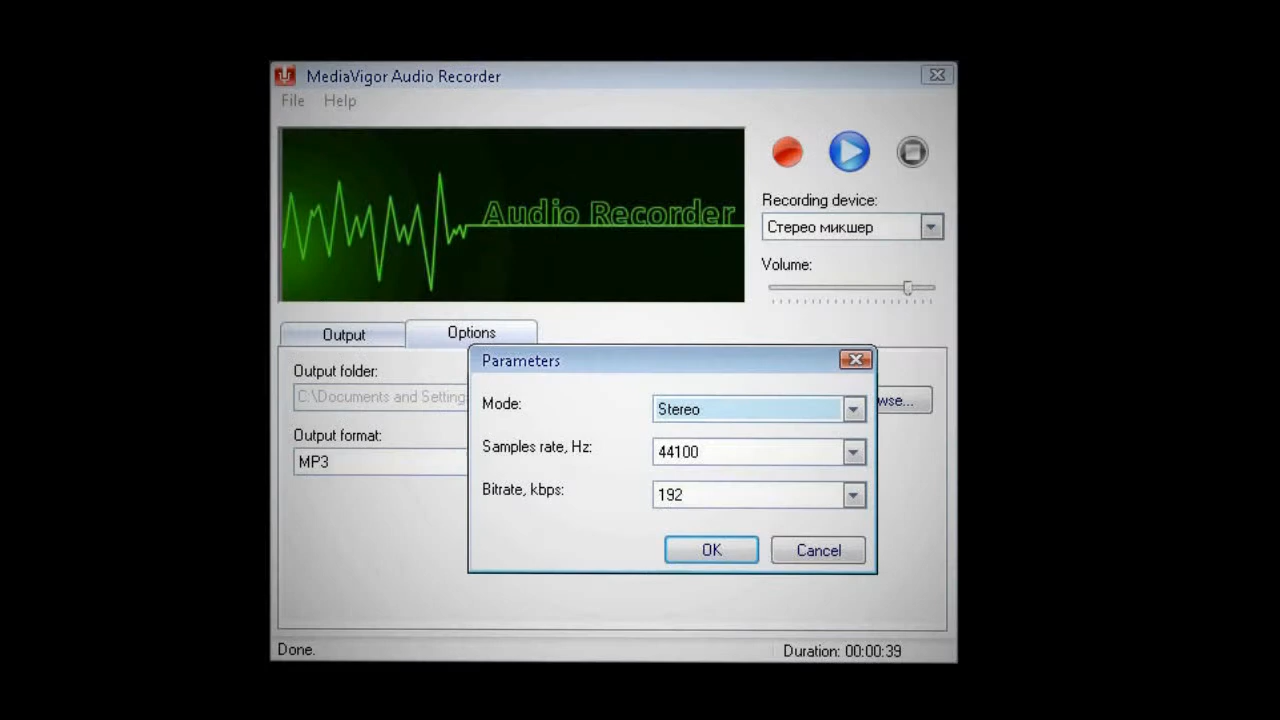 MediaVigor Audio Recorder
File Help
Audio Recorder
Recording device:
Стерео микшер
Volume:
Output Options
Output folder:
C:\Documents and Setting
wse...
Output format:
MP3
Parameters
Mode:
Stereo
Samples rate, Hz:
44100
Bitrate, kbps:
192
OK Cancel
Done.
Duration: 00:00:39